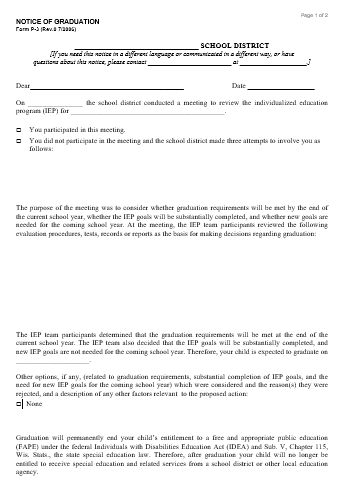 Page 1 of 2
NOTICE OF GRADUATION
Form P-3 (Rev.07/2006)
SCHOOL DISTRICT
[If you need this notice in a different language or communicated in a different way, have
questions about this notice, please contact at .]
Dear Date
On the school district conducted a meeting to review the individualized education
program (IEP) for .
You participated in this meeting.
You did not participate in the meeting and the school district made three attempts to involve you as
follows:
The purpose of the meeting was to consider whether graduation requirements will be met by the end of
the current school year, whether the IEP goals will be substantially completed, and whether new goals are
needed for the coming school year. At the meeting, the IEP team participants reviewed the following
evaluation procedures, tests, records or reports as the basis for making decisions regarding graduation:
The IEP team participants determined that the graduation requirements will be met at the end of the
current school year. The IEP team also decided that the IEP goals will be substantially completed, and
new IEP goals are not needed for the coming school year. Therefore, your child is expected to graduate on
.
Other options, if any, (related to graduation requirements, substantial completion of IEP goals, and the
need for new IEP goals for the coming school year) which were considered and the reason(s) they were
rejected, and a description of any other factors relevant to the proposed action:
None
Graduation will permanently end your child's entitlement to a free and appropriate public education
(FAPE) under the federal Individuals with Disabilities Education Act (IDEA) and Sub. V, Chapter 115,
Wis. Stats., the state special education law. Therefore, after graduation your child will no longer be
entitled to receive special education and related services from a school district or other local education
agency.